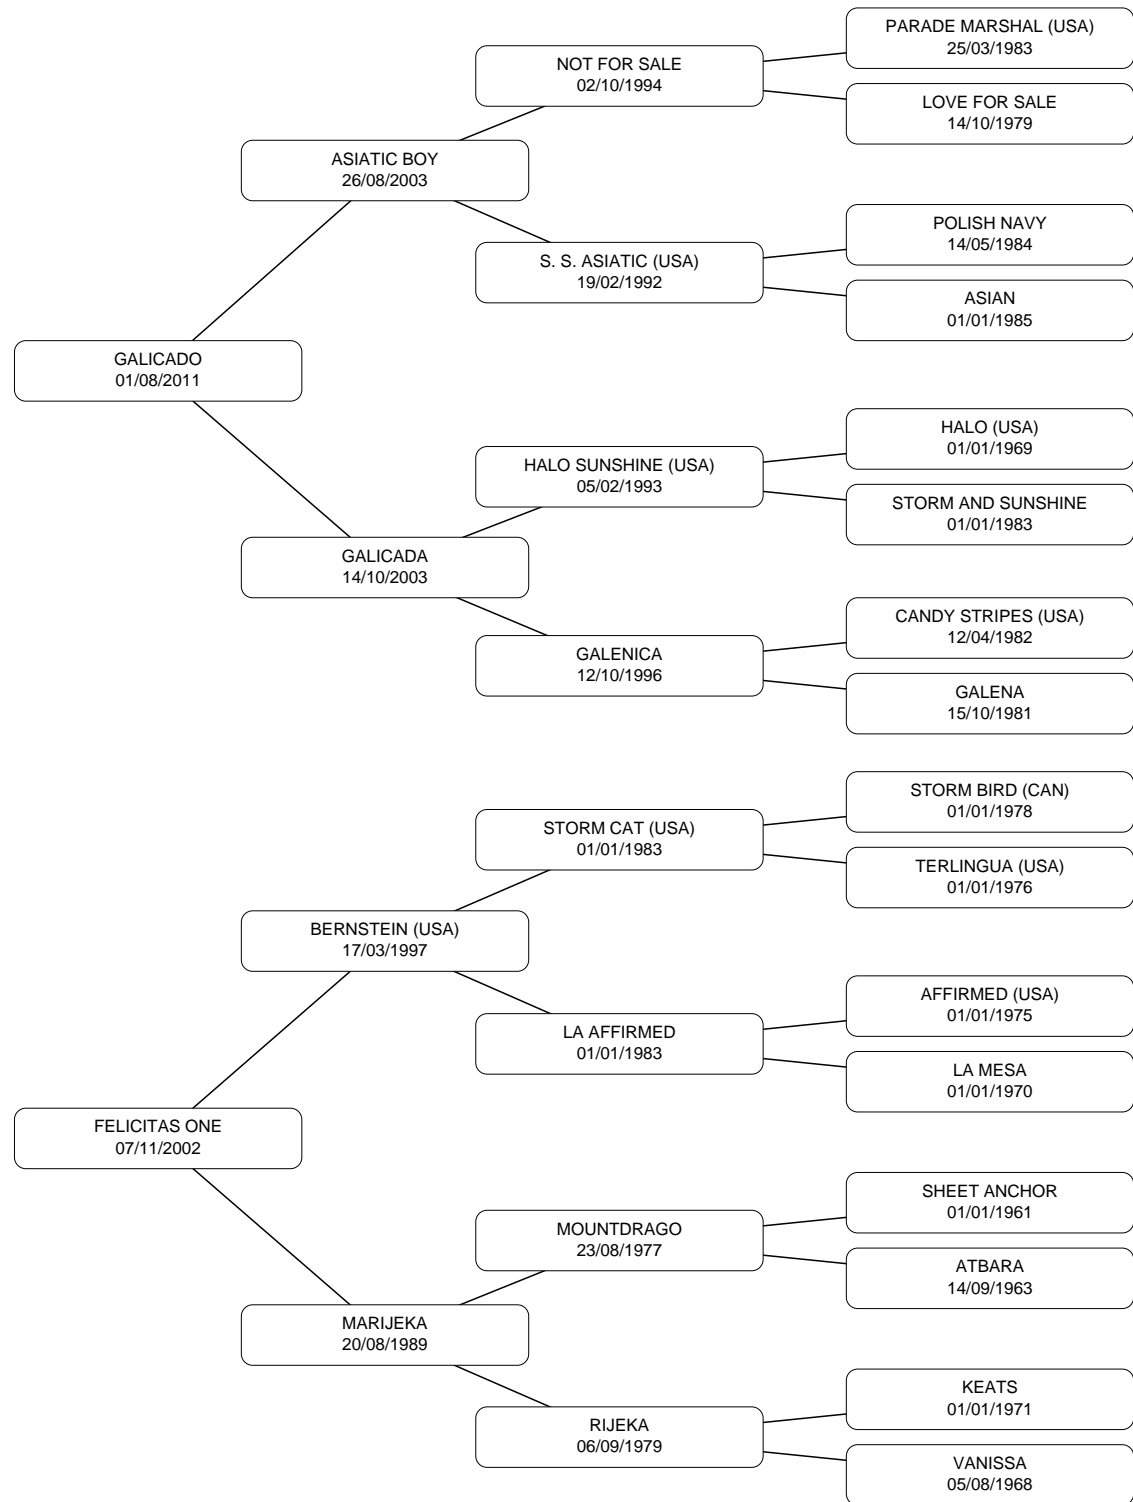 PARADE MARSHAL (USA)
25/03/1983
NOT FOR SALE
02/10/1994
LOVE FOR SALE
14/10/1979
ASIATIC BOY
26/08/2003
POLISH NAVY
14/05/1984
S. S. ASIATIC (USA)
19/02/1992
ASIAN
01/01/1985
GALICADO
01/08/2011
HALO (USA)
01/01/1969
HALO SUNSHINE (USA)
05/02/1993
STORM AND SUNSHINE
01/01/1983
GALICADA
14/10/2003
CANDY STRIPES (USA)
12/04/1982
GALENICA
12/10/1996
GALENA
15/10/1981
STORM BIRD (CAN)
01/01/1978
STORM CAT (USA)
01/01/1983
TERLINGUA (USA)
01/01/1976
BERNSTEIN (USA)
17/03/1997
AFFIRMED (USA)
01/01/1975
LA AFFIRMED
01/01/1983
LA MESA
01/01/1970
FELICITAS ONE
07/11/2002
SHEET ANCHOR
01/01/1961
MOUNTDRAGO
23/08/1977
ATBARA
14/09/1963
MARIJEKA
20/08/1989
KEATS
01/01/1971
RIJEKA
06/09/1979
VANISSA
05/08/1968